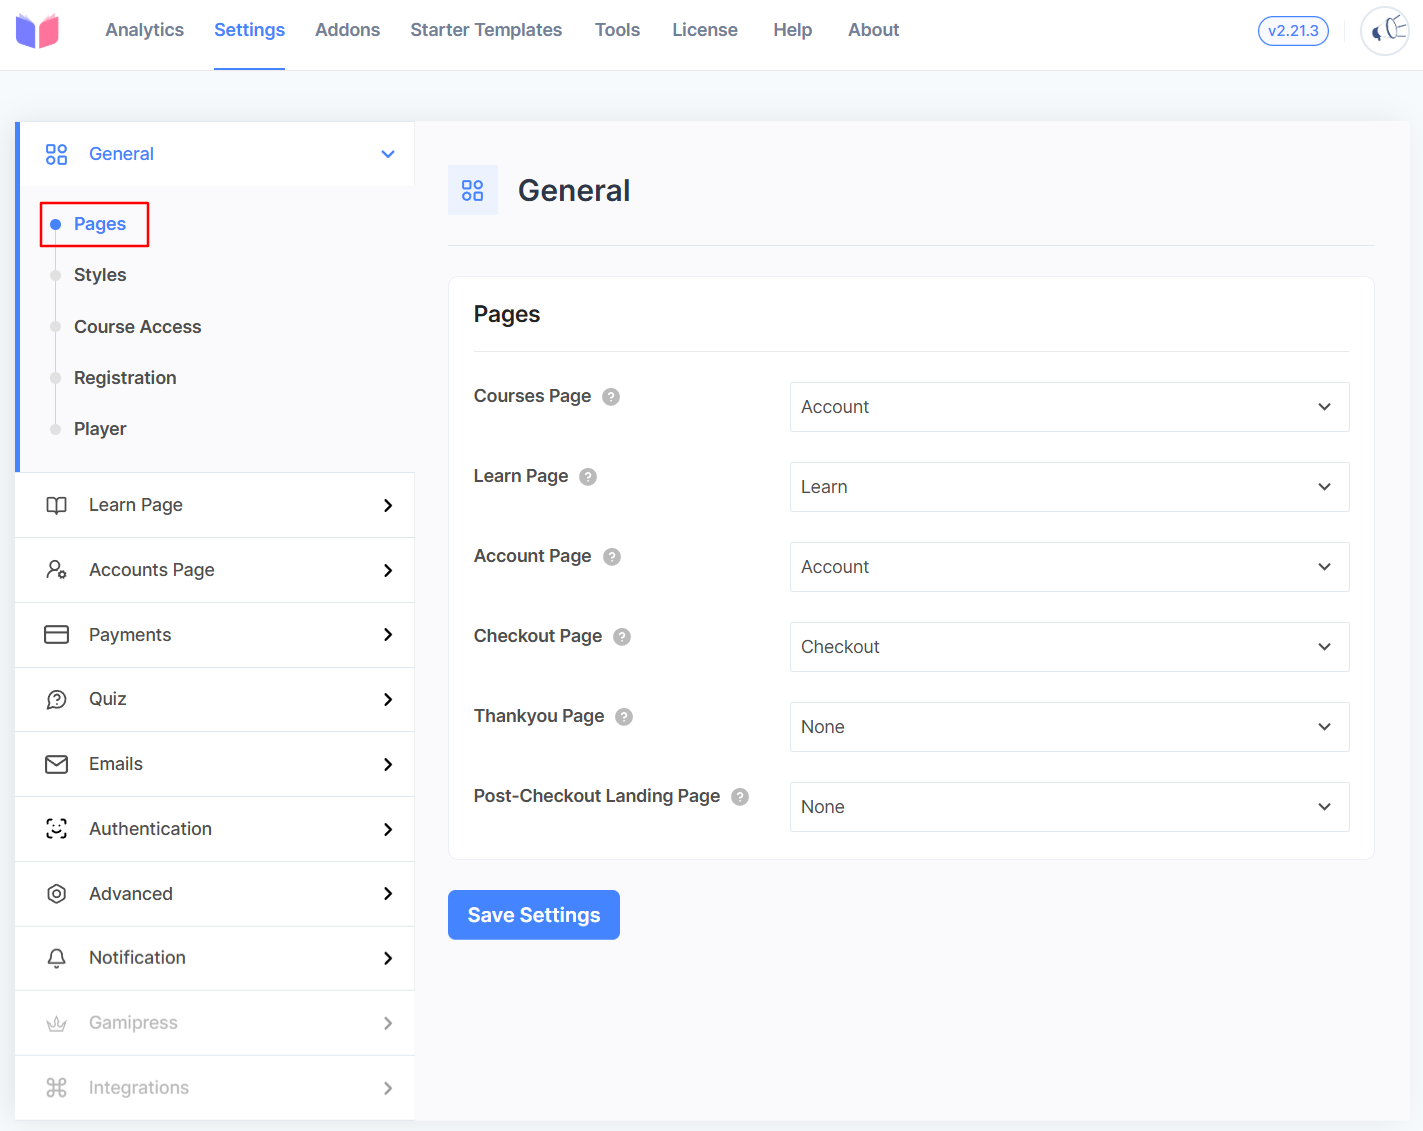 Analytics Settings Addons Starter Templates Tools License Help About v2.21.3
General
Pages
Styles
Course Access
Registration
Player
Learn Page
Accounts Page
Payments
Quiz
Emails
Authentication
Advanced
Notification
Gamipress
Integrations
General
Pages
Courses Page ? Account
Learn Page ? Learn
Account Page ? Account
Checkout Page ? Checkout
Thankyou Page ? None
Post-Checkout Landing Page ? None
Save Settings